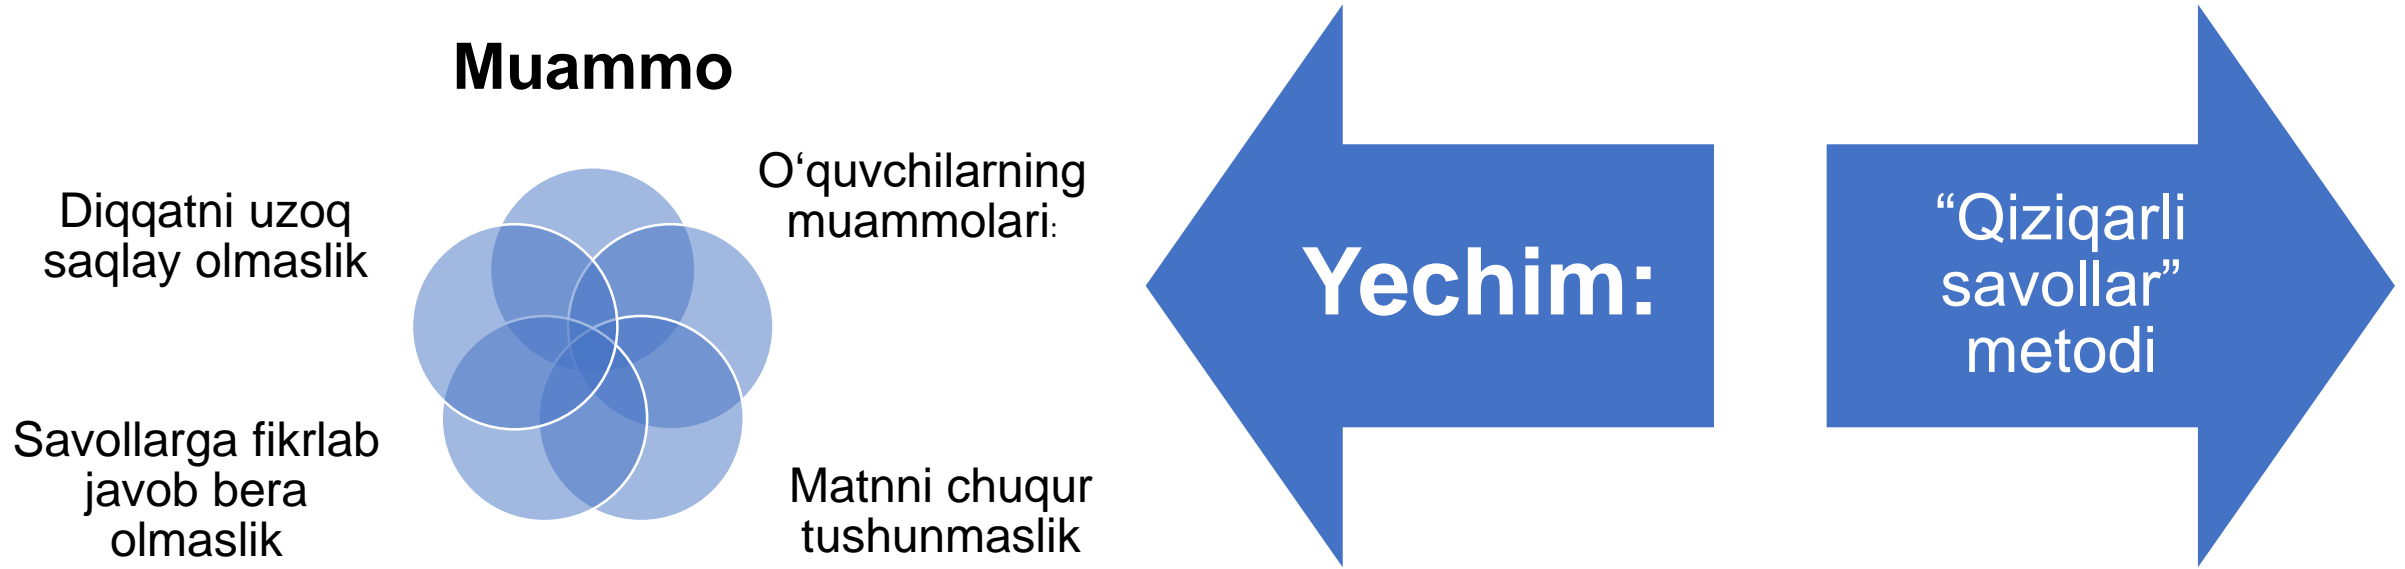 Muammo
O‘quvchilarning
muammolari:
Matnni chuqur
tushunmaslik
Savollarga fikrlab
javob bera
olmaslik
Diqqatni uzoq
saqlay olmaslik
Yechim:
“Qiziqarli
savollar”
metodi